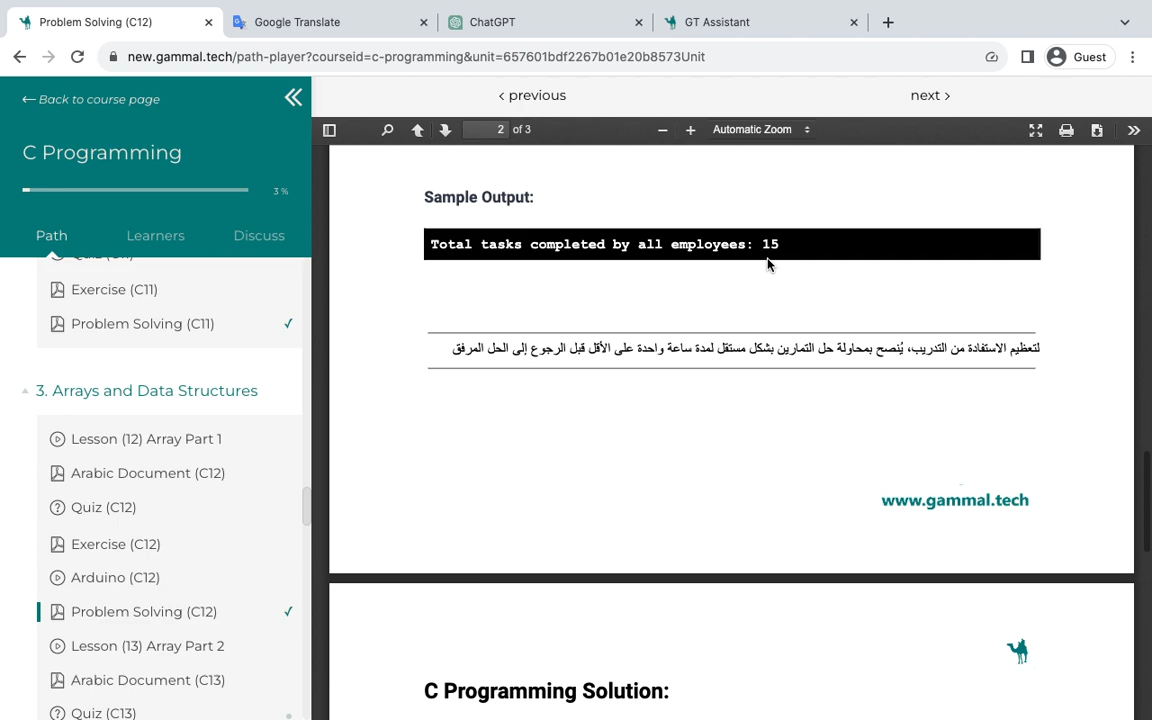 Problem Solving (C12)
Google Translate
ChatGPT
GT Assistant
new.gammal.tech/path-player?courseid=c-programming&unit=657601bdf2267b01e20b8573Unit
Guest
← Back to course page
C Programming
3 %
Path
Learners
Discuss
Exercise (C11)
Problem Solving (C11)
3. Arrays and Data Structures
Lesson (12) Array Part 1
Arabic Document (C12)
Quiz (C12)
Exercise (C12)
Arduino (C12)
Problem Solving (C12)
Lesson (13) Array Part 2
Arabic Document (C13)
Quiz (C13)
‹ previous
next ›
2 of 3
Automatic Zoom
Sample Output:
Total tasks completed by all employees: 15
لتعظيم الاستفادة من التدريب، يُنصح بمحاولة حل التمارين بشكل مستقل لمدة ساعة واحدة على الأقل قبل الرجوع إلى الحل المرفق
www.gammal.tech
C Programming Solution: